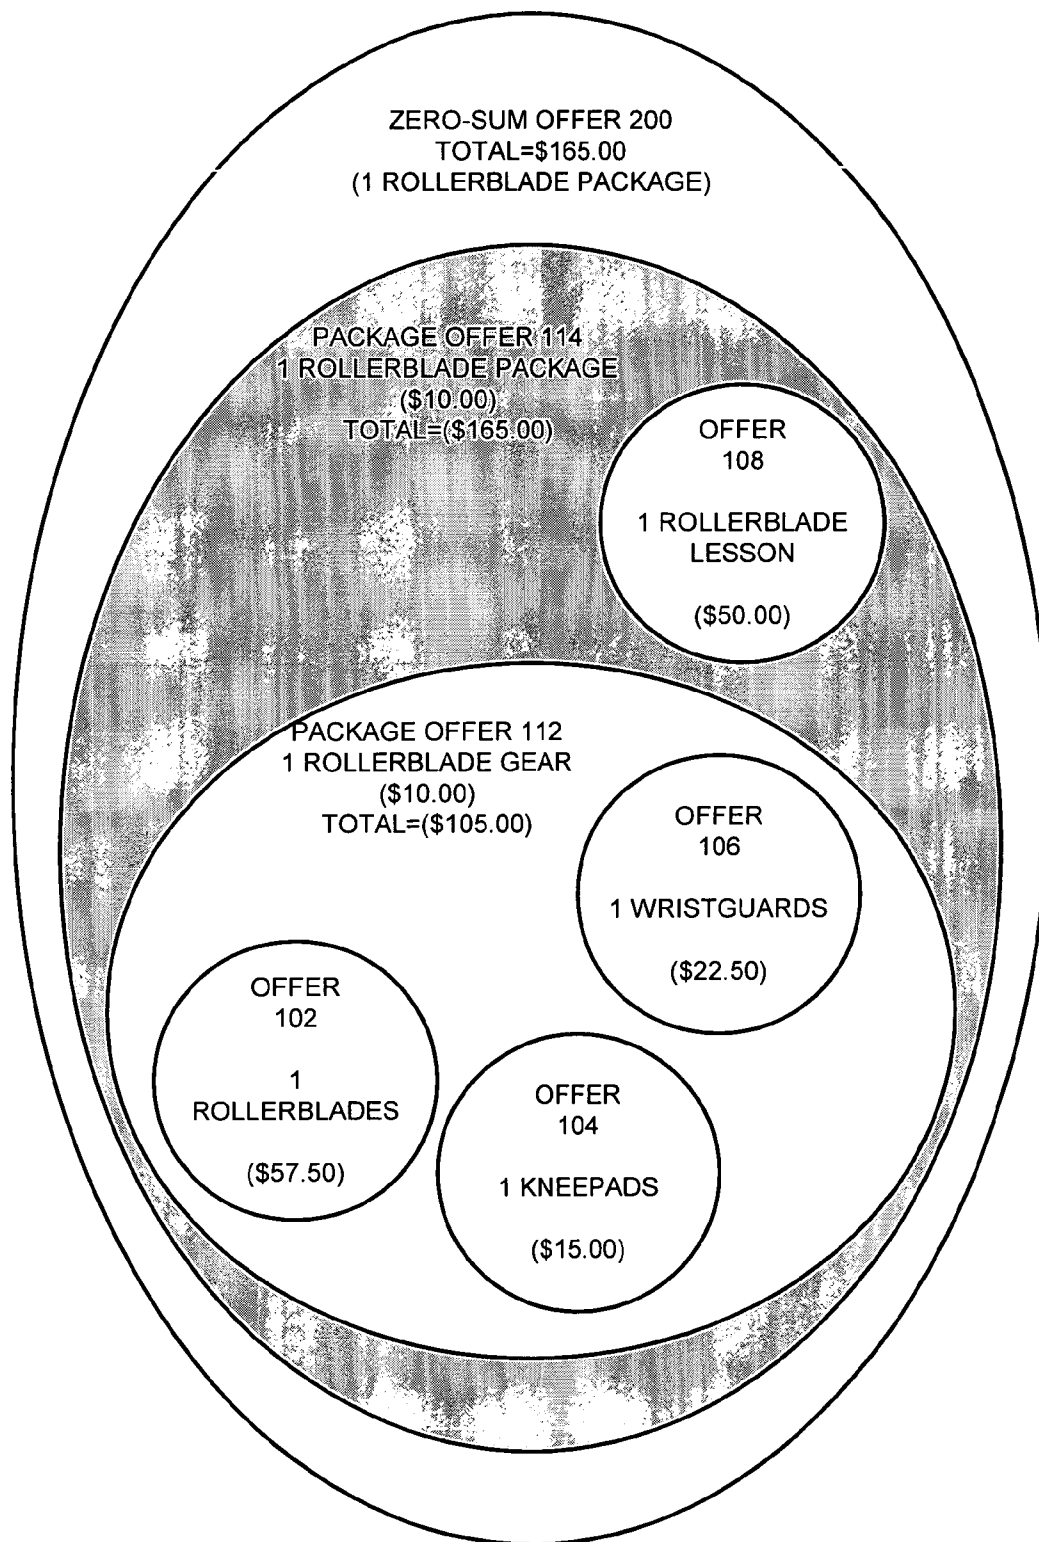 ZERO-SUM OFFER 200
TOTAL=$165.00
(1 ROLLERBLADE PACKAGE)
PACKAGE OFFER 114
1 ROLLERBLADE PACKAGE
($10.00)
TOTAL=($165.00)
OFFER
108
1 ROLLERBLADE
LESSON
($50.00)
PACKAGE OFFER 112
1 ROLLERBLADE GEAR
($10.00)
TOTAL=($105.00)
OFFER
106
1 WRISTGUARDS
($22.50)
OFFER
102
1
ROLLERBLADES
($57.50)
OFFER
104
1 KNEEPADS
($15.00)